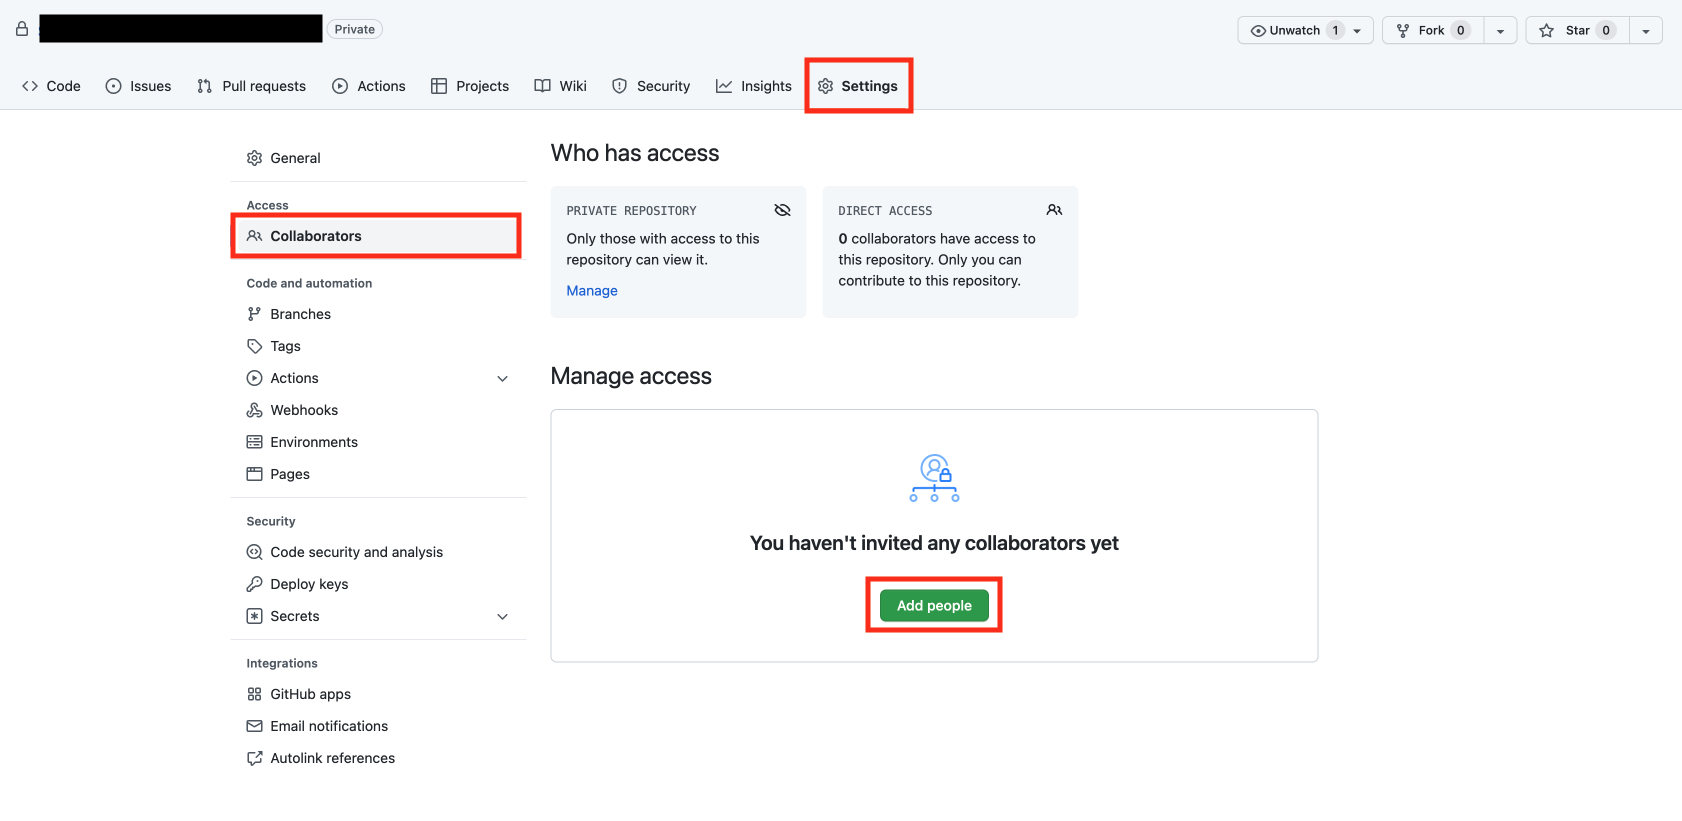 Private
Unwatch 1
Fork 0
Star 0
Code
Issues
Pull requests
Actions
Projects
Wiki
Security
Insights
Settings
General
Access
Collaborators
Code and automation
Branches
Tags
Actions
Webhooks
Environments
Pages
Security
Code security and analysis
Deploy keys
Secrets
Integrations
GitHub apps
Email notifications
Autolink references
Who has access
PRIVATE REPOSITORY
Only those with access to this
repository can view it.
Manage
DIRECT ACCESS
0 collaborators have access to
this repository. Only you can
contribute to this repository.
Manage access
You haven't invited any collaborators yet
Add people